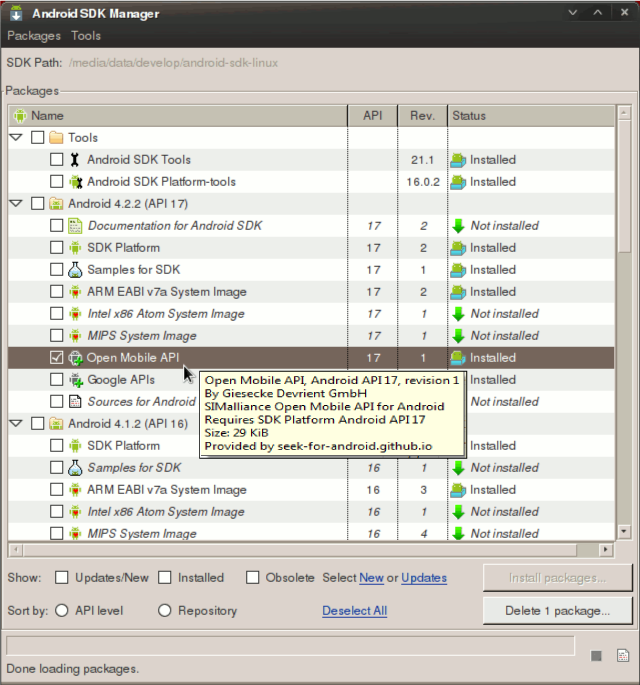 Android SDK Manager
Packages Tools
SDK Path: /media/data/develop/android-sdk-linux
Packages
Name API Rev. Status
Tools
Android SDK Tools 21.1 Installed
Android SDK Platform-tools 16.0.2 Installed
Android 4.2.2 (API 17)
Documentation for Android SDK 17 2 Not installed
SDK Platform 17 2 Installed
Samples for SDK 17 1 Installed
ARM EABI v7a System Image 17 2 Installed
Intel x86 Atom System Image 17 1 Not installed
MIPS System Image 17 1 Not installed
Open Mobile API 17 1 Installed
Google APIs
Sources for Android
Open Mobile API, Android API 17, revision 1
By Giesecke Devrient GmbH
SIMalliance Open Mobile API for Android
Requires SDK Platform Android API 17
Size: 29 KiB
Provided by seek-for-android.github.io
Installed
Not installed
Android 4.1.2 (API 16)
SDK Platform Installed
Samples for SDK 16 1 Not installed
ARM EABI v7a System Image 16 3 Installed
Intel x86 Atom System Image 16 1 Not installed
MIPS System Image 16 4 Not installed
Show: Updates/New Installed Obsolete Select New or Updates Install packages...
Sort by: API level Repository Deselect All Delete 1 package...
Done loading packages.